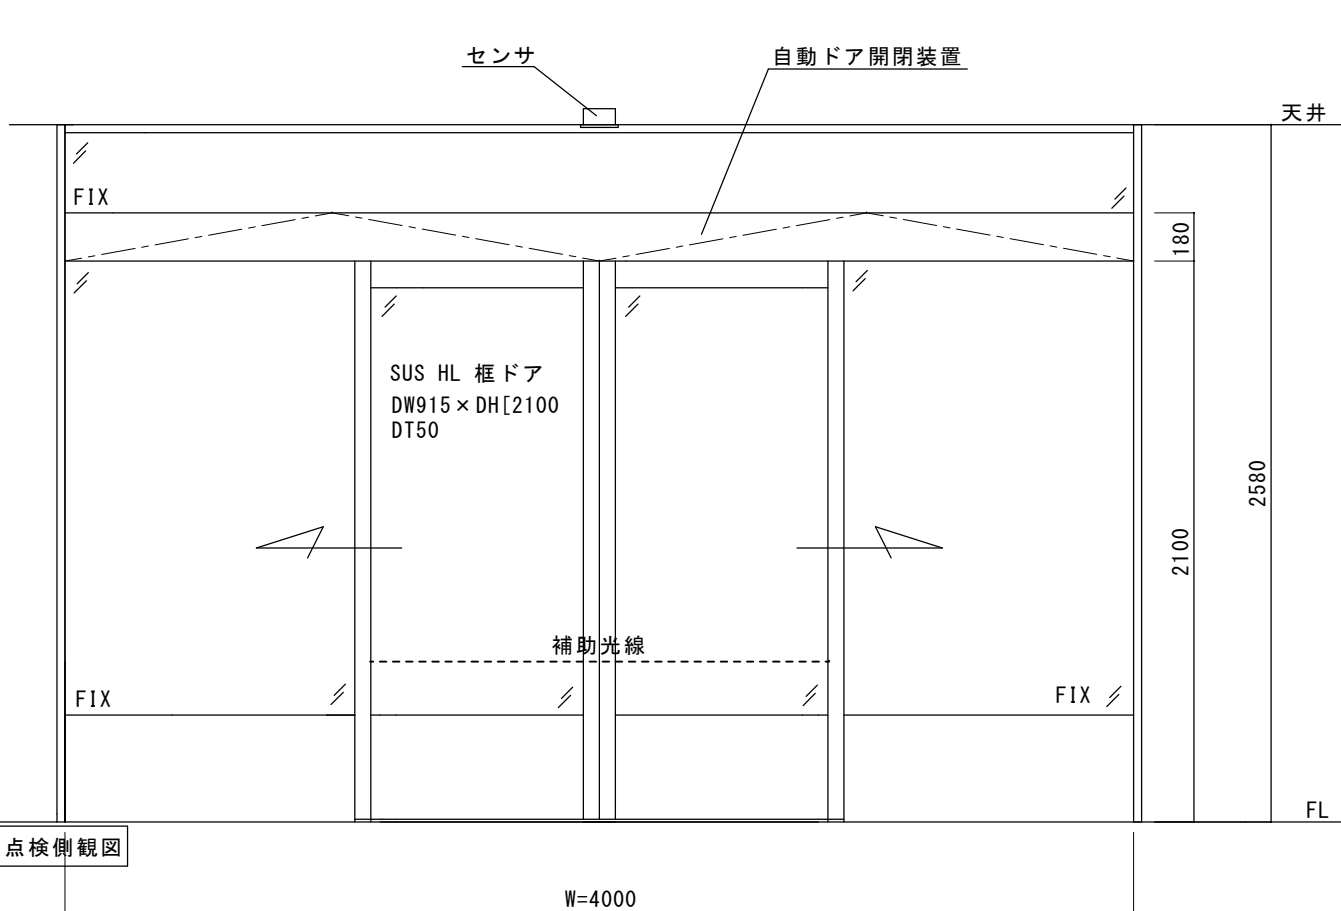 センサ
自動ドア開閉装置
天井
FIX
180
SUS HL 框ドア
DW915×DH[2100
DT50
2580
2100
補助光線
FIX
FIX
FL
点検側観図
W=4000